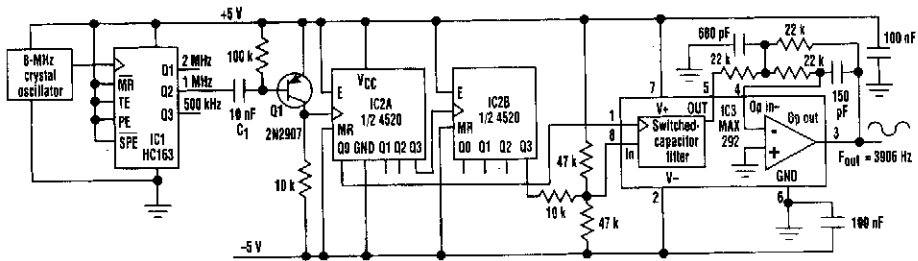 +5 V
8-MHz
crystal
oscillator
MR
TE
PE
SPE
Q1
Q2
Q3
2 MHz
1 MHz
500 kHz
IC1
HC163
100 k
10 nF
C1
Q1
2N2907
10 k
VCC
E
IC2A
1/2 4520
MR
Q0 GND Q1 Q2 Q3
E
IC2B
1/2 4520
MR
Q0 Q1 Q2 Q3
10 k
47 k
47 k
1
8
In
7
V+
OUT
5
Switched-
capacitor
filter
V–
2
680 pF
22 k
22 k
22 k
150
pF
4
IC3
MAX
292
Op in–
Op out
3
GND
6
Fout = 3906 Hz
100 nF
100 nF
–5 V